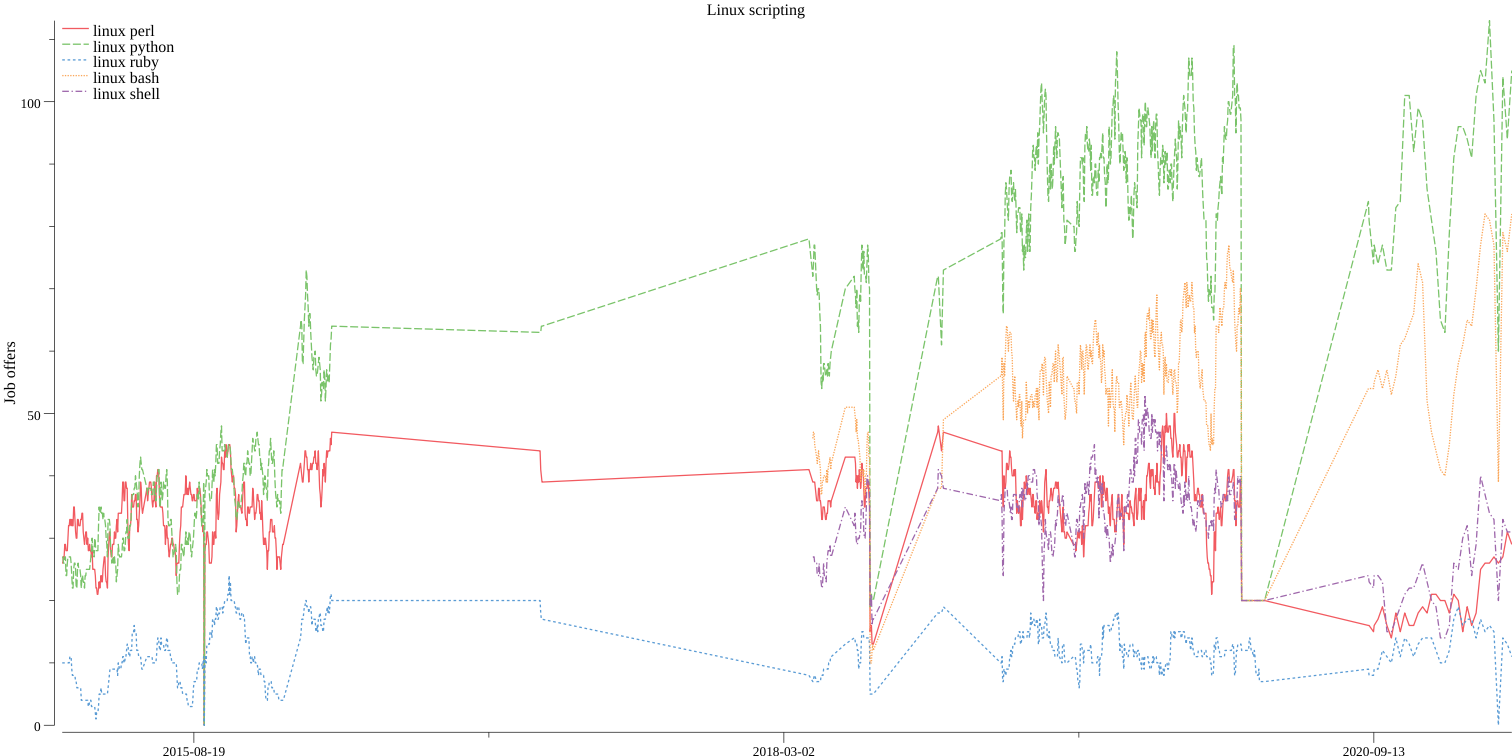 Linux scripting
linux perl
linux python
linux ruby
linux bash
linux shell
Job offers
100
50
0
2015-08-19
2018-03-02
2020-09-13